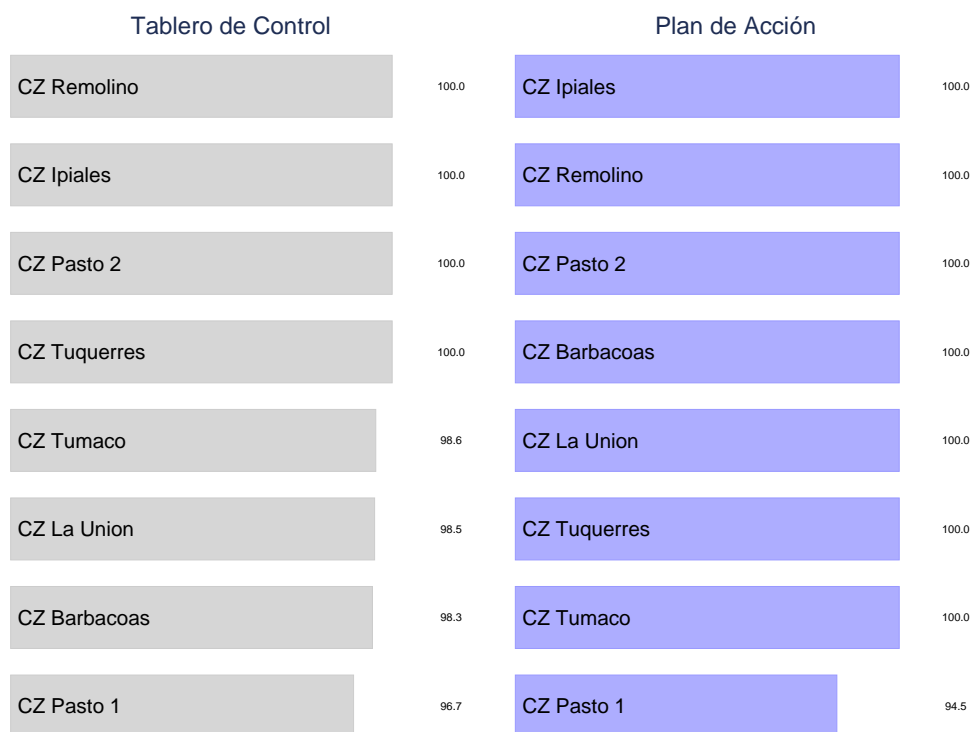 Tablero de Control
CZ Remolino 100.0
CZ Ipiales 100.0
CZ Pasto 2 100.0
CZ Tuquerres 100.0
CZ Tumaco 98.6
CZ La Union 98.5
CZ Barbacoas 98.3
CZ Pasto 1 96.7
Plan de Acción
CZ Ipiales 100.0
CZ Remolino 100.0
CZ Pasto 2 100.0
CZ Barbacoas 100.0
CZ La Union 100.0
CZ Tuquerres 100.0
CZ Tumaco 100.0
CZ Pasto 1 94.5